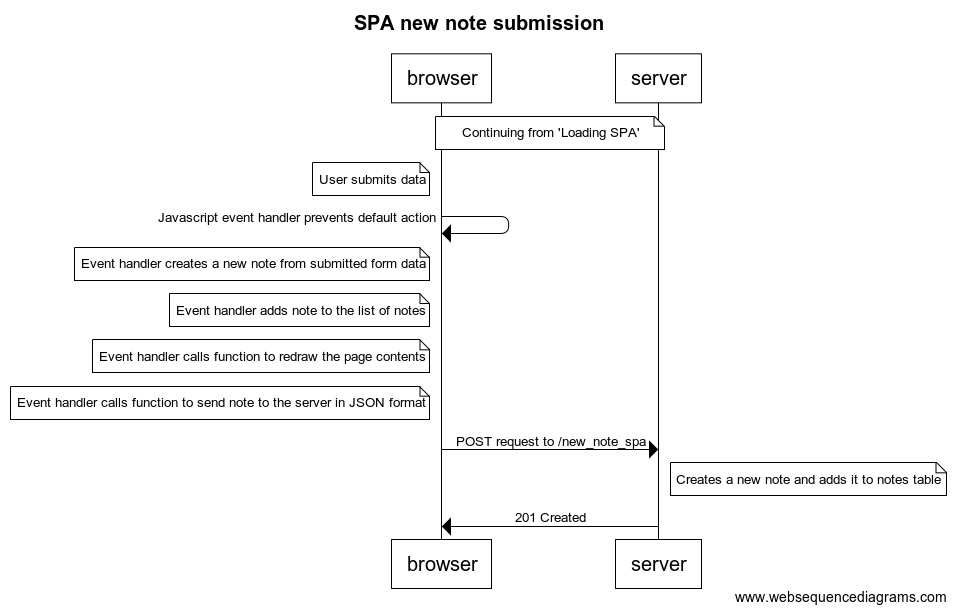 SPA new note submission
browser
server
Continuing from 'Loading SPA'
User submits data
Javascript event handler prevents default action
Event handler creates a new note from submitted form data
Event handler adds note to the list of notes
Event handler calls function to redraw the page contents
Event handler calls function to send note to the server in JSON format
POST request to /new_note_spa
Creates a new note and adds it to notes table
201 Created
browser
server
www.websequencediagrams.com